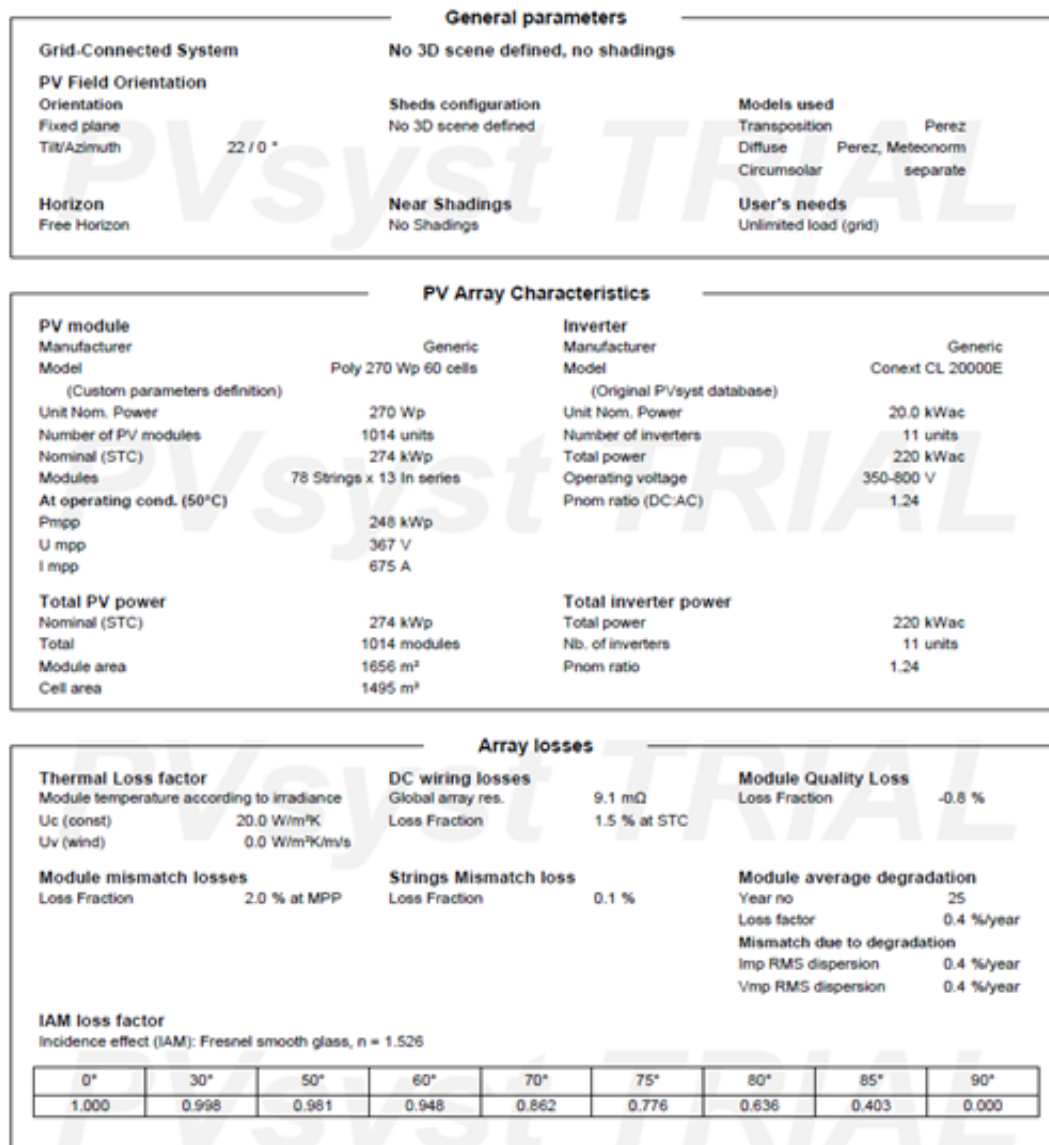 General parameters
Grid-Connected System No 3D scene defined, no shadings
PV Field Orientation
Orientation Sheds configuration Models used
Fixed plane No 3D scene defined Transposition Perez
Tilt/Azimuth 22 / 0 ° Diffuse Perez, Meteonorm
Circumsolar separate
Horizon Near Shadings User's needs
Free Horizon No Shadings Unlimited load (grid)
PVsyst TRIAL
PV Array Characteristics
PV module Inverter
Manufacturer Generic Manufacturer Generic
Model Poly 270 Wp 60 cells Model Conext CL 20000E
(Custom parameters definition) (Original PVsyst database)
Unit Nom. Power 270 Wp Unit Nom. Power 20.0 kWac
Number of PV modules 1014 units Number of inverters 11 units
Nominal (STC) 274 kWp Total power 220 kWac
Modules 78 Strings x 13 In series Operating voltage 350-800 V
At operating cond. (50°C) Pnom ratio (DC:AC) 1.24
Pmpp 248 kWp
U mpp 367 V
I mpp 675 A
PVsyst TRIAL
Total PV power Total inverter power
Nominal (STC) 274 kWp Total power 220 kWac
Total 1014 modules Nb. of inverters 11 units
Module area 1656 m² Pnom ratio 1.24
Cell area 1495 m²
Array losses
Thermal Loss factor DC wiring losses Module Quality Loss
Module temperature according to irradiance Global array res. 9.1 mΩ Loss Fraction -0.8 %
Uc (const) 20.0 W/m²K Loss Fraction 1.5 % at STC
Uv (wind) 0.0 W/m²K/m/s
PVsyst TRIAL
Module mismatch losses Strings Mismatch loss Module average degradation
Loss Fraction 2.0 % at MPP Loss Fraction 0.1 % Year no 25
Loss factor 0.4 %/year
Mismatch due to degradation
Imp RMS dispersion 0.4 %/year
Vmp RMS dispersion 0.4 %/year
IAM loss factor
Incidence effect (IAM): Fresnel smooth glass, n = 1.526
0° 30° 50° 60° 70° 75° 80° 85° 90°
1.000 0.998 0.981 0.948 0.862 0.776 0.636 0.403 0.000
PVsyst TRIAL